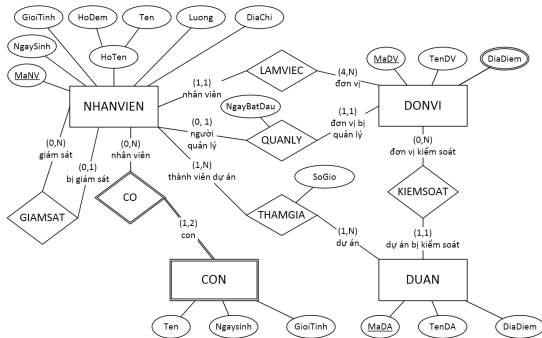 GioiTinh
HoDem
Ten
Luong
DiaChi
NgaySinh
HoTen
MaNV
NHANVIEN
(1,1)
nhân viên
LAMVIEC
(4,N)
đơn vị
MaDV
TenDV
DiaDiem
DONVI
NgayBatDau
(0, 1)
người
quản lý
QUANLY
(1,1)
đơn vị bị
quản lý
(0,N)
giám sát
(0,1)
bị giám sát
GIAMSAT
(0,N)
nhân viên
CO
(1,2)
con
(1,N)
thành viên dự án
SoGio
THAMGIA
(1,N)
dự án
(0,N)
đơn vị kiểm soát
KIEMSOAT
(1,1)
dự án bị kiểm soát
CON
Ten
Ngaysinh
GioiTinh
DUAN
MaDA
TenDA
DiaDiem